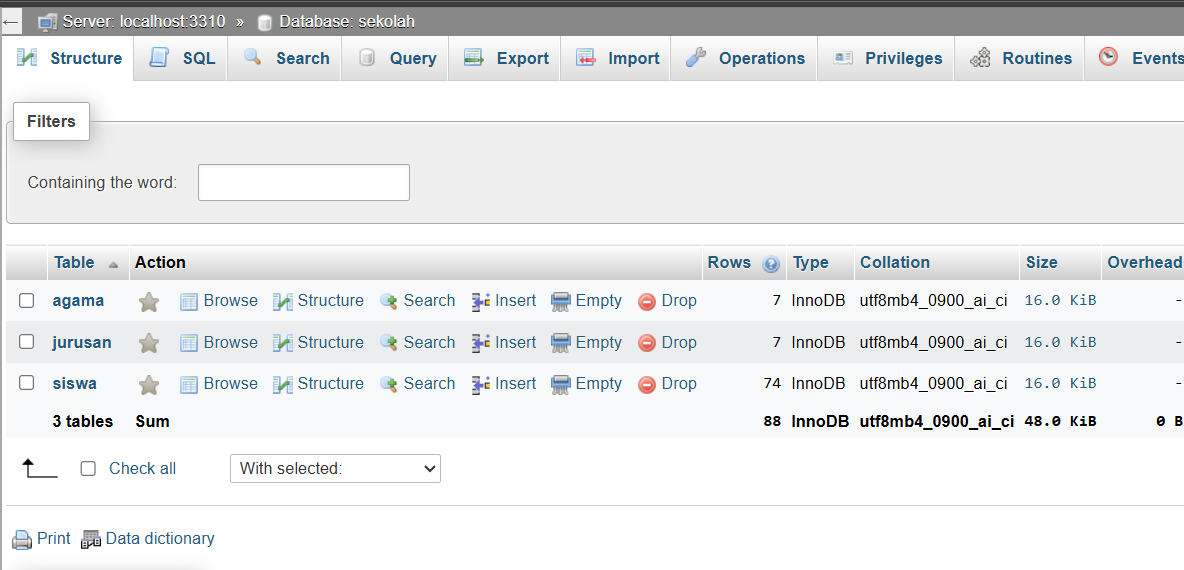 ← Server: localhost:3310 » Database: sekolah
Structure SQL Search Query Export Import Operations Privileges Routines Events
Filters
Containing the word:
Table Action Rows Type Collation Size Overhead
agama Browse Structure Search Insert Empty Drop 7 InnoDB utf8mb4_0900_ai_ci 16.0 KiB -
jurusan Browse Structure Search Insert Empty Drop 7 InnoDB utf8mb4_0900_ai_ci 16.0 KiB -
siswa Browse Structure Search Insert Empty Drop 74 InnoDB utf8mb4_0900_ai_ci 16.0 KiB -
3 tables Sum 88 InnoDB utf8mb4_0900_ai_ci 48.0 KiB 0 B
Check all With selected:
Print Data dictionary